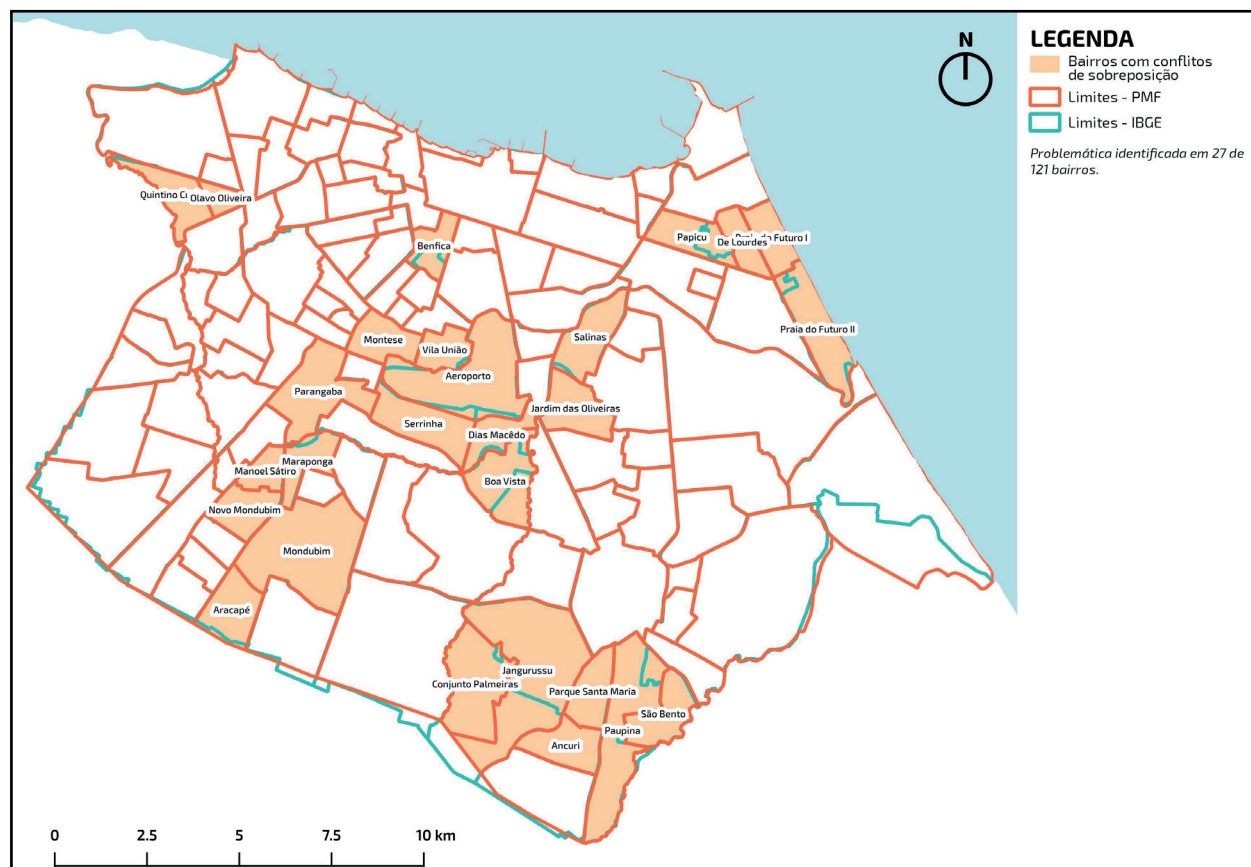 N
LEGENDA
Bairros com conflitos
de sobreposição
Limites - PMF
Limites - IBGE
Problemática identificada em 27 de
121 bairros.
Quintino
Olavo Oliveira
Benfica
Papicu
De Lourdes
Futuro I
Praia do Futuro II
Salinas
Montese
Vila União
Aeroporto
Parangaba
Jardim das Oliveiras
Serrinha
Dias Macêdo
Maraponga
Manoel Sátiro
Boa Vista
Novo Mondubim
Mondubim
Aracapé
Jangurussu
Conjunto Palmeiras
Parque Santa Maria
São Bento
Paupina
Ancuri
0 2.5 5 7.5 10 km